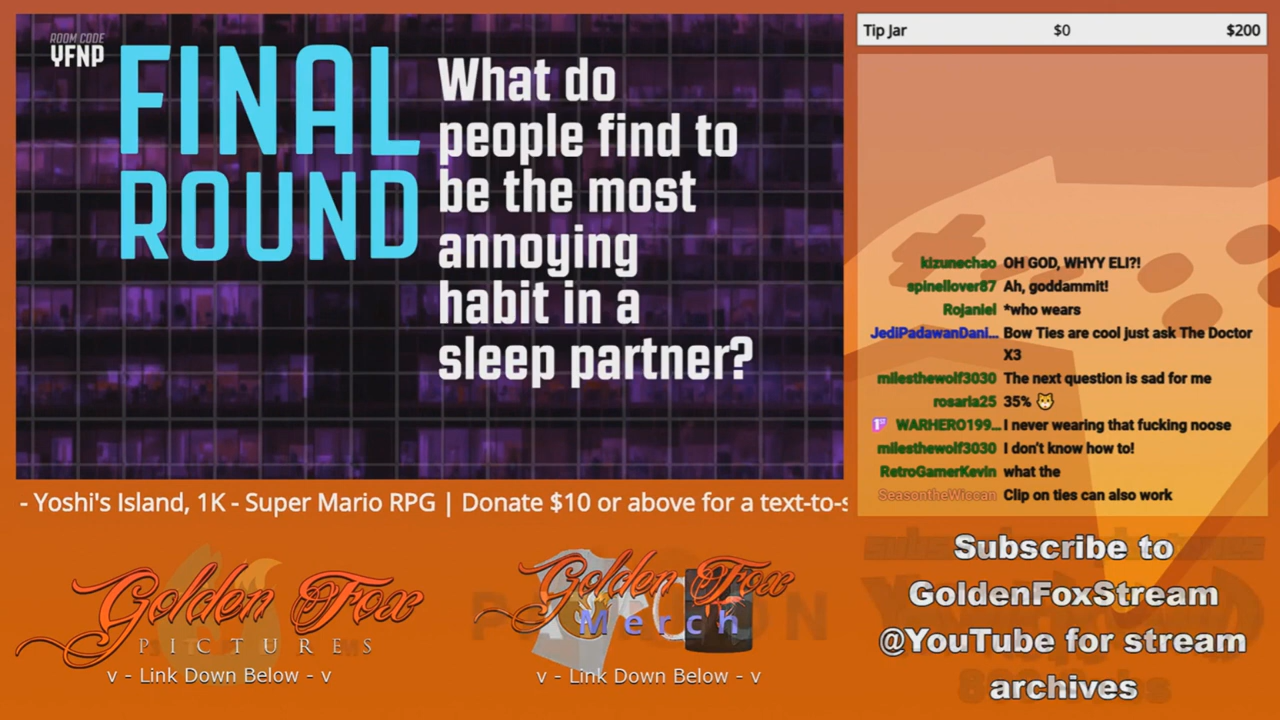 ROOM CODE
YFNP
FINAL
ROUND
What do
people find to
be the most
annoying
habit in a
sleep partner?
- Yoshi's Island, 1K - Super Mario RPG | Donate $10 or above for a text-to-s
Golden Fox
PICTURES
v - Link Down Below - v
Golden Fox
Merch
v - Link Down Below - v
Tip Jar $0 $200
kizunechao OH GOD, WHYY ELI?!
spinellover87 Ah, goddammit!
Rojaniel *who wears
JediPadawanDani... Bow Ties are cool just ask The Doctor
X3
milesthewolf3030 The next question is sad for me
rosaria25 35%
WARHERO199... I never wearing that fucking noose
milesthewolf3030 I don't know how to!
RetroGamerKevin what the
SeasontheWiccan Clip on ties can also work
Subscribe to
GoldenFoxStream
@YouTube for stream
archives